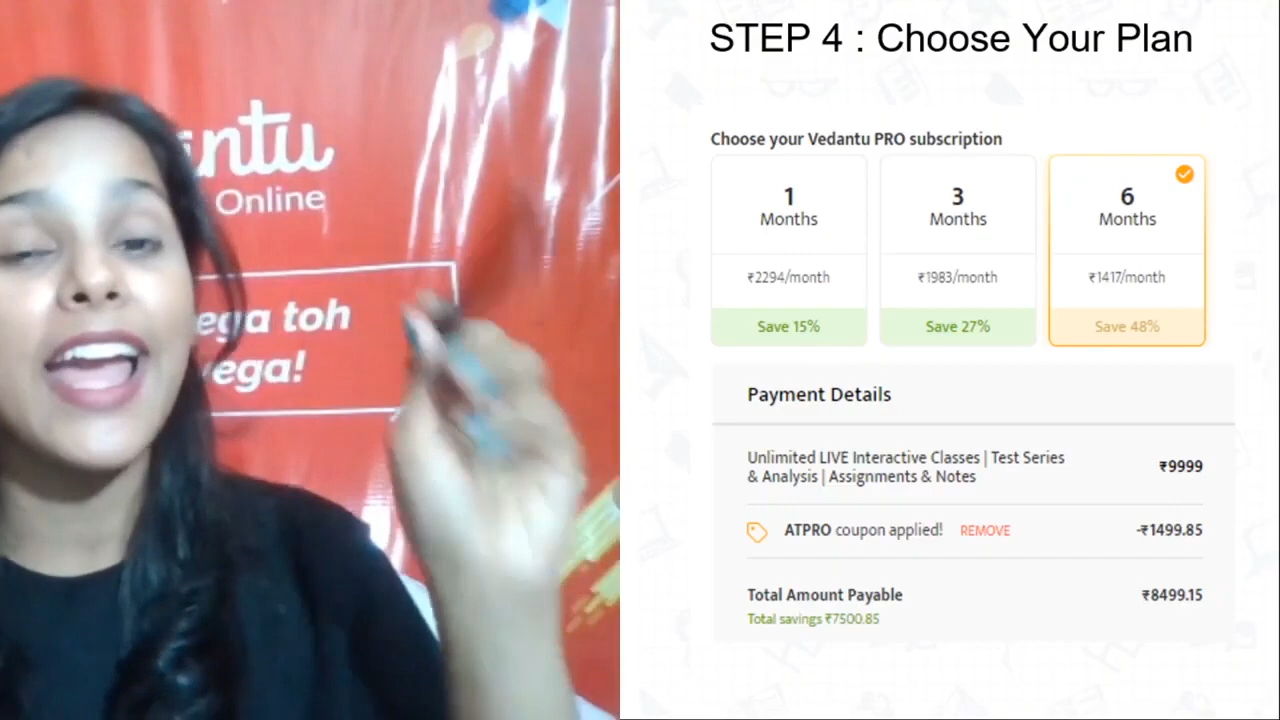 antu
Online
ega toh
ega!
STEP 4 : Choose Your Plan
Choose your Vedantu PRO subscription
1
Months
₹2294/month
Save 15%
3
Months
₹1983/month
Save 27%
6
Months
₹1417/month
Save 48%
Payment Details
Unlimited LIVE Interactive Classes | Test Series
& Analysis | Assignments & Notes
₹9999
ATPRO coupon applied! REMOVE
-₹1499.85
Total Amount Payable
₹8499.15
Total savings ₹7500.85